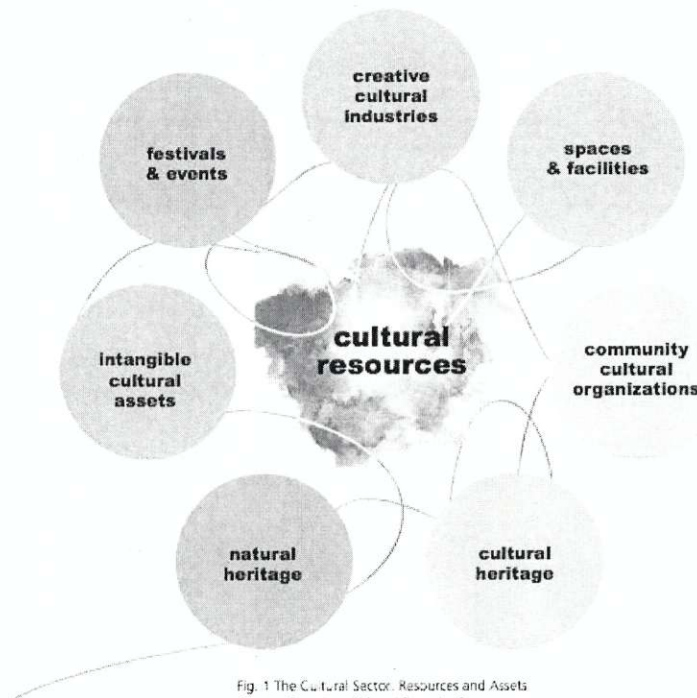 creative
cultural
industries
festivals
& events
spaces
& facilities
cultural
resources
intangible
cultural
assets
community
cultural
organizations
natural
heritage
cultural
heritage
Fig. 1 The Cultural Sector: Resources and Assets